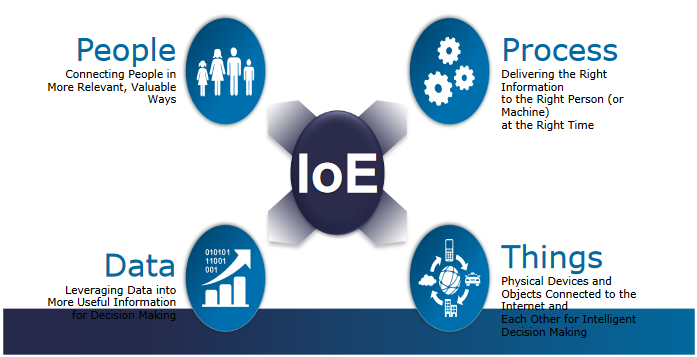 People
Connecting People in
More Relevant, Valuable
Ways
Process
Delivering the Right
Information
to the Right Person (or
Machine)
at the Right Time
IoE
Data
Leveraging Data into
More Useful Information
for Decision Making
010101
11001
001
Things
Physical Devices and
Objects Connected to the
Internet and
Each Other for Intelligent
Decision Making